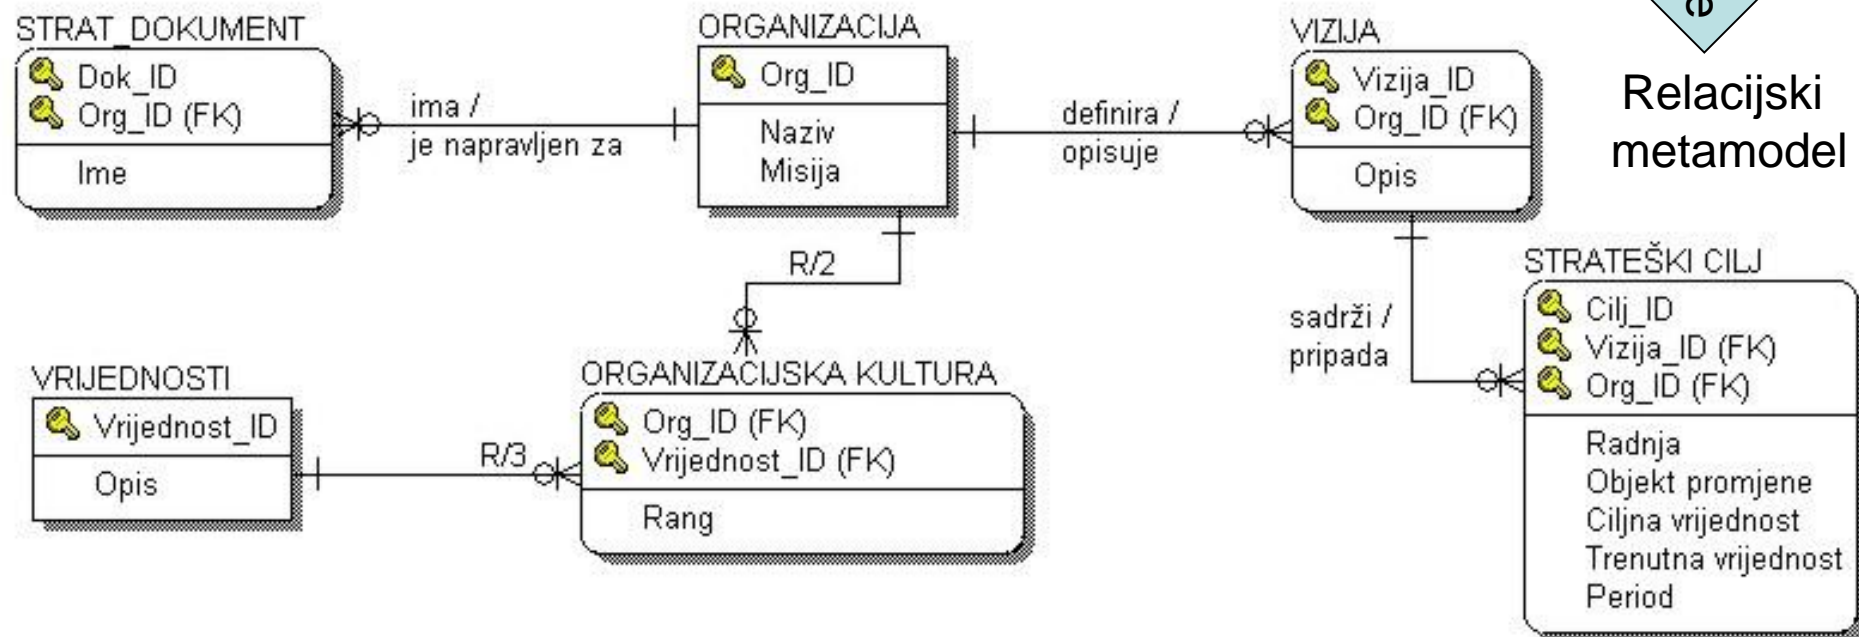 STRAT_DOKUMENT
Dok_ID
Org_ID (FK)
Ime
ima /
je napravljen za
ORGANIZACIJA
Org_ID
Naziv
Misija
definira /
opisuje
VIZIJA
Vizija_ID
Org_ID (FK)
Opis
Relacijski
metamodel
R/2
sadrži /
pripada
STRATEŠKI CILJ
Cilj_ID
Vizija_ID (FK)
Org_ID (FK)
Radnja
Objekt promjene
Ciljna vrijednost
Trenutna vrijednost
Period
VRIJEDNOSTI
Vrijednost_ID
Opis
R/3
ORGANIZACIJSKA KULTURA
Org_ID (FK)
Vrijednost_ID (FK)
Rang